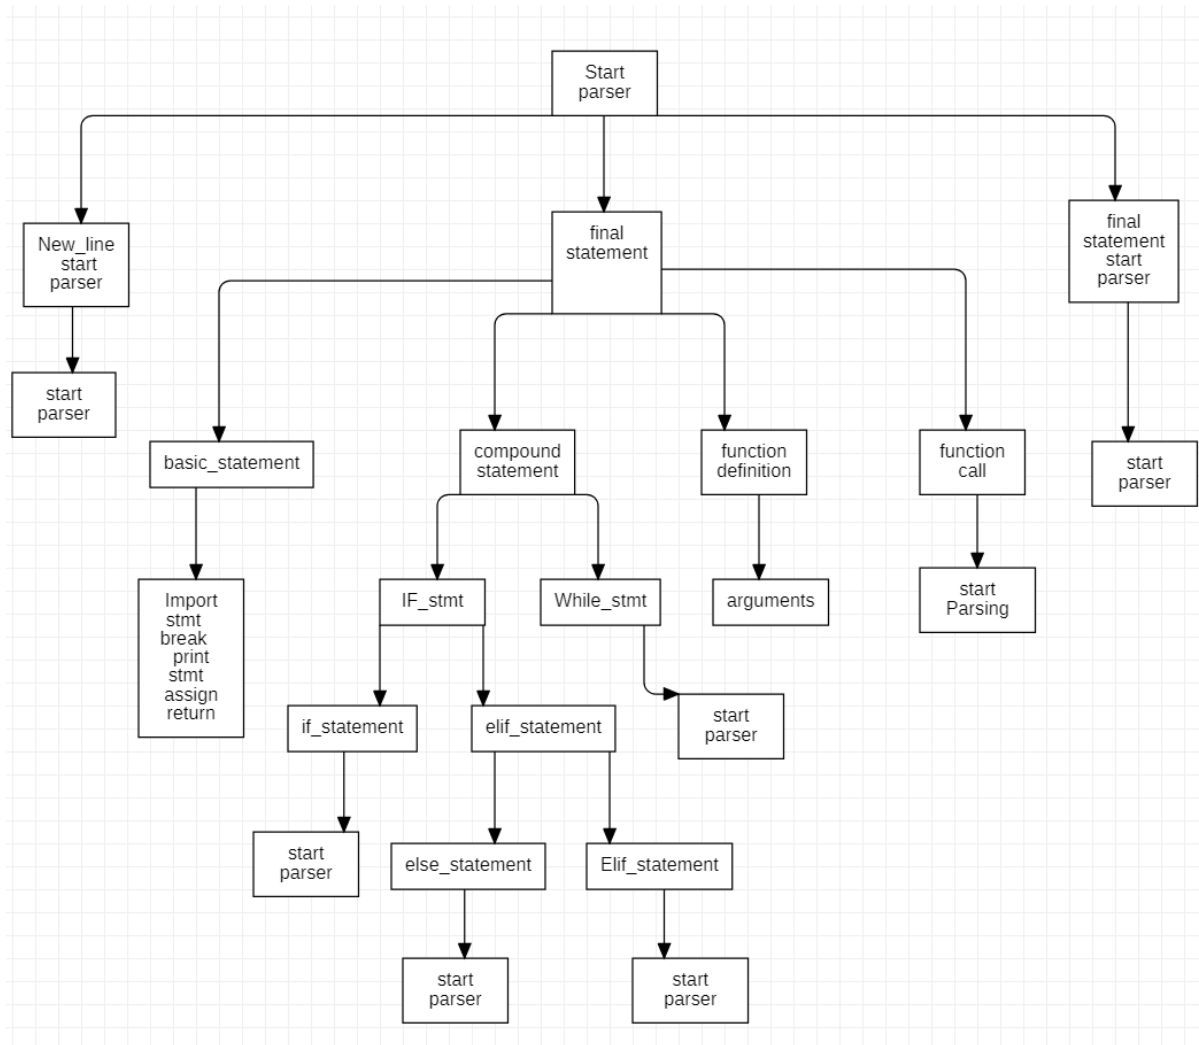 Start
parser
New_line
start
parser
final
statement
final
statement
start
parser
start
parser
basic_statement
compound
statement
function
definition
function
call
start
parser
Import
stmt
break
print
stmt
assign
return
IF_stmt
While_stmt
arguments
start
Parsing
if_statement
elif_statement
start
parser
start
parser
else_statement
Elif_statement
start
parser
start
parser